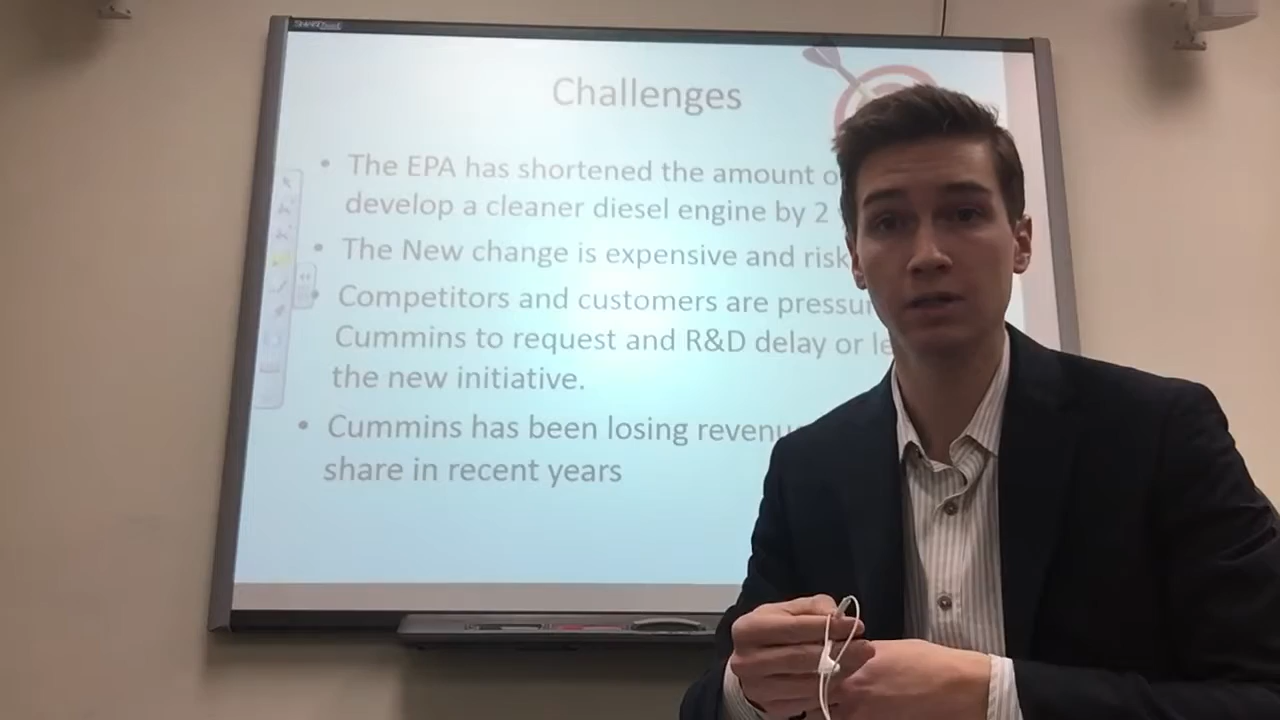 Challenges
• The EPA has shortened the amount o
develop a cleaner diesel engine by 2
• The New change is expensive and risk
• Competitors and customers are pressur
Cummins to request and R&D delay or le
the new initiative.
• Cummins has been losing revenu
share in recent years